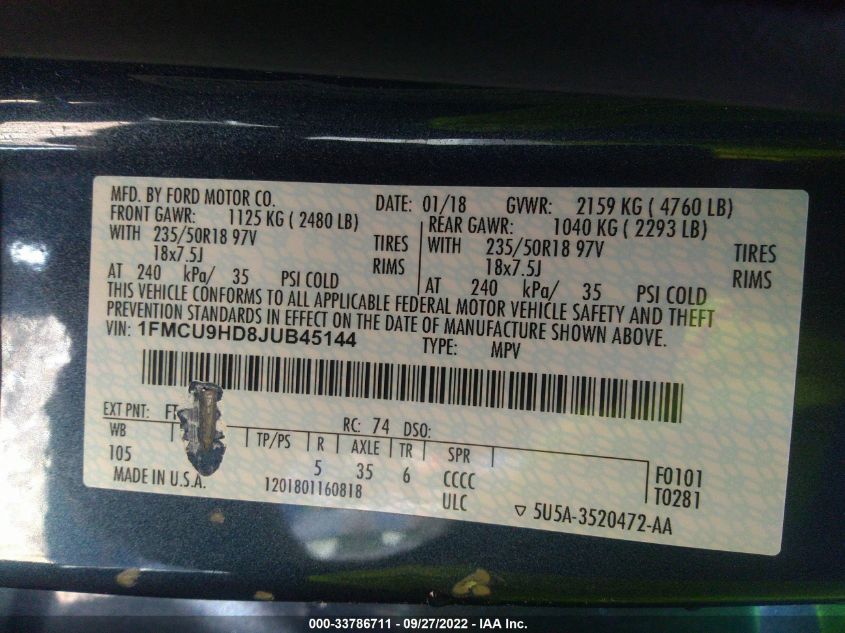 MFD. BY FORD MOTOR CO. DATE: 01/18 GVWR: 2159 KG ( 4760 LB)
FRONT GAWR: 1125 KG ( 2480 LB) REAR GAWR: 1040 KG ( 2293 LB)
WITH 235/50R18 97V TIRES WITH 235/50R18 97V TIRES
18x7.5J RIMS 18x7.5J RIMS
AT 240 kPa/ 35 PSI COLD AT 240 kPa/ 35 PSI COLD
THIS VEHICLE CONFORMS TO ALL APPLICABLE FEDERAL MOTOR VEHICLE SAFETY AND THEFT
PREVENTION STANDARDS IN EFFECT ON THE DATE OF MANUFACTURE SHOWN ABOVE.
VIN: 1FMCU9HD8JUB45144 TYPE: MPV
EXT PNT: FT RC: 74 DSO:
WB TP/PS R AXLE TR SPR
105 5 35 6 CCCC F0101
MADE IN U.S.A. 1201801160818 ULC T0281
▽ 5U5A-3520472-AA
000-33786711 - 09/27/2022 - IAA Inc.